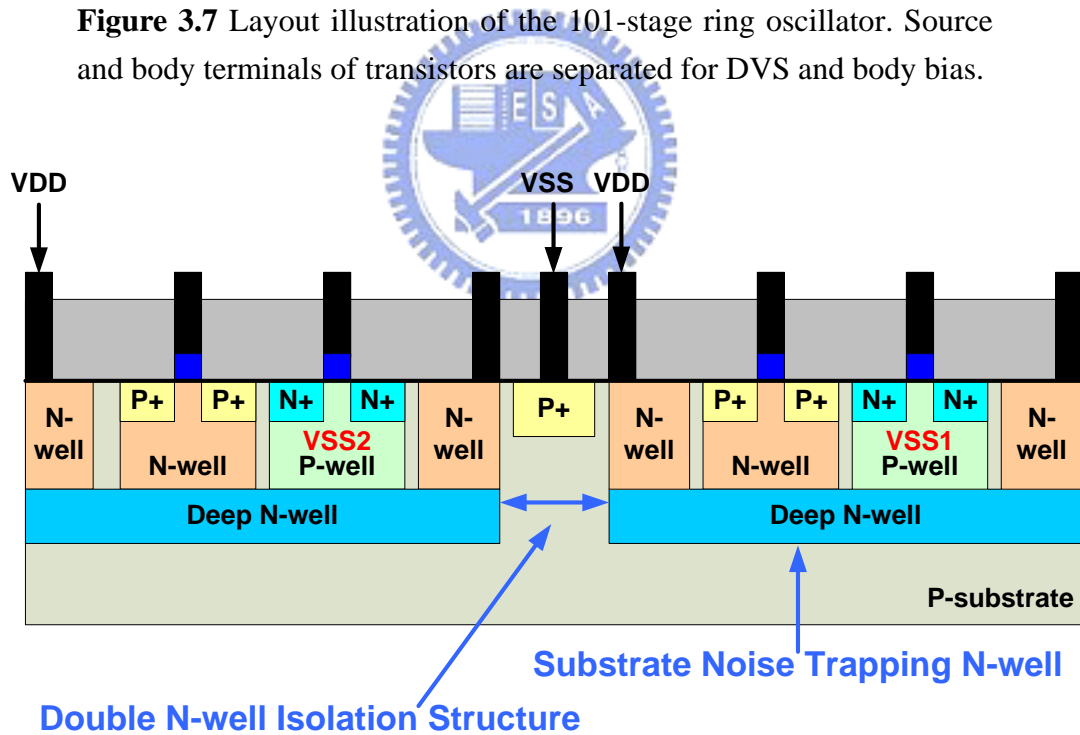 Figure 3.7 Layout illustration of the 101-stage ring oscillator. Source
and body terminals of transistors are separated for DVS and body bias.
E S A
1896
VDD
VSS
VDD
N-
well
P+
P+
N-well
N+
N+
VSS2
P-well
N-
well
P+
N-
well
P+
P+
N-well
N+
N+
VSS1
P-well
N-
well
Deep N-well
Deep N-well
P-substrate
Substrate Noise Trapping N-well
Double N-well Isolation Structure